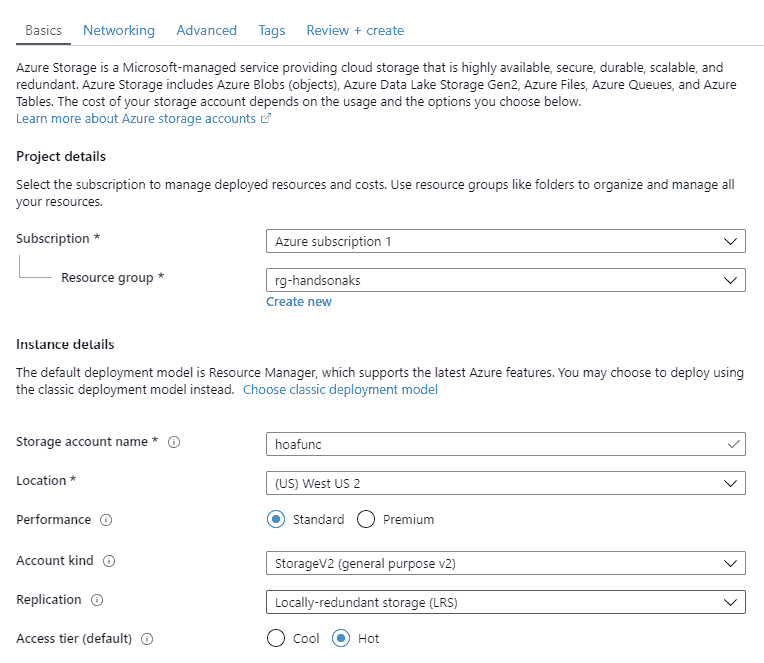 Basics Networking Advanced Tags Review + create
Azure Storage is a Microsoft-managed service providing cloud storage that is highly available, secure, durable, scalable, and
redundant. Azure Storage includes Azure Blobs (objects), Azure Data Lake Storage Gen2, Azure Files, Azure Queues, and Azure
Tables. The cost of your storage account depends on the usage and the options you choose below.
Learn more about Azure storage accounts
Project details
Select the subscription to manage deployed resources and costs. Use resource groups like folders to organize and manage all
your resources.
Subscription * Azure subscription 1
Resource group * rg-handsonaks
Create new
Instance details
The default deployment model is Resource Manager, which supports the latest Azure features. You may choose to deploy using
the classic deployment model instead. Choose classic deployment model
Storage account name * hoafunc
Location * (US) West US 2
Performance Standard Premium
Account kind StorageV2 (general purpose v2)
Replication Locally-redundant storage (LRS)
Access tier (default) Cool Hot